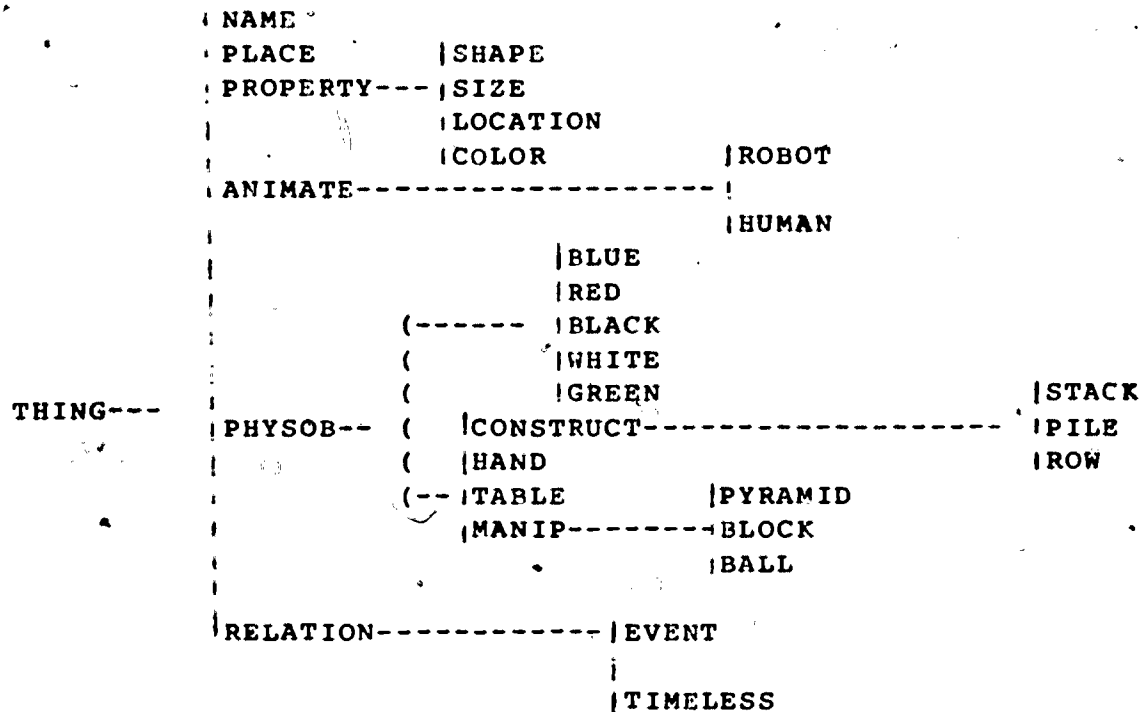 NAME
PLACE |SHAPE
PROPERTY---|SIZE
|LOCATION
|COLOR |ROBOT
ANIMATE--------------------|
|HUMAN
|BLUE
|RED
(------ |BLACK
( |WHITE
( |GREEN |STACK
THING--- |PHYSOB-- ( |CONSTRUCT------------------- |PILE
( |HAND |ROW
(-- |TABLE |PYRAMID
|MANIP--------|BLOCK
|BALL
|RELATION------------|EVENT
|TIMELESS